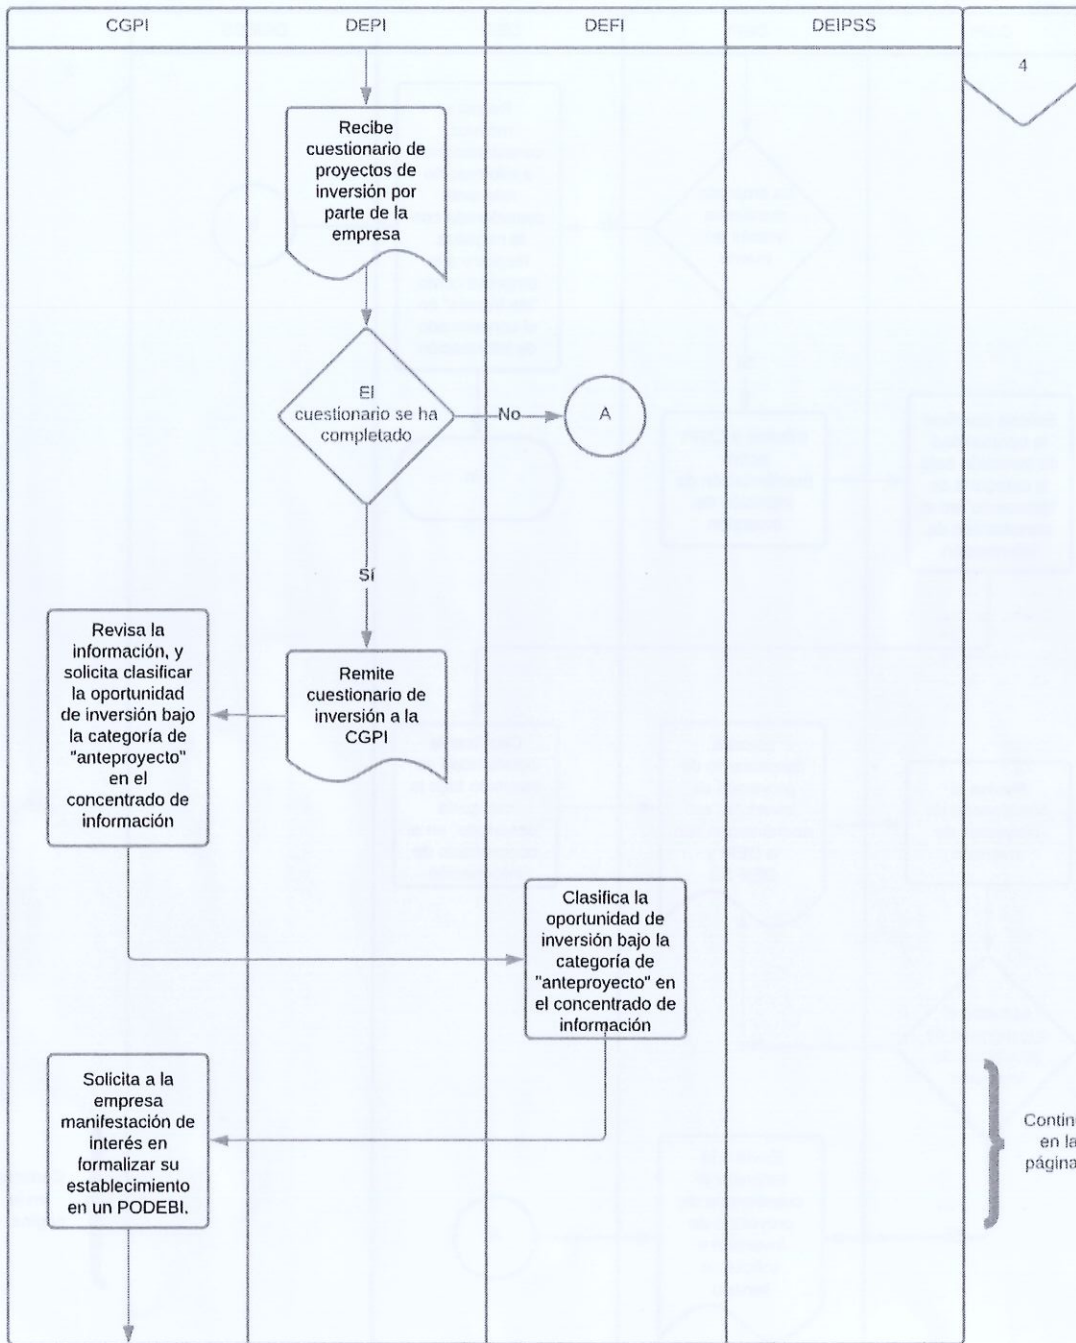 CGPI
DEPI
DEFI
DEIPSS
4
Recibe
cuestionario de
proyectos de
inversión por
parte de la
empresa
El
cuestionario se ha
completado
No
A
Sí
Revisa la
información, y
solicita clasificar
la oportunidad
de inversión bajo
la categoría de
"anteproyecto"
en el
concentrado de
información
Remite
cuestionario de
inversión a la
CGPI
Clasifica la
oportunidad de
inversión bajo la
categoría de
"anteproyecto" en
el concentrado de
información
Solicita a la
empresa
manifestación de
interés en
formalizar su
establecimiento
en un PODEBI.
Contin
en la
página